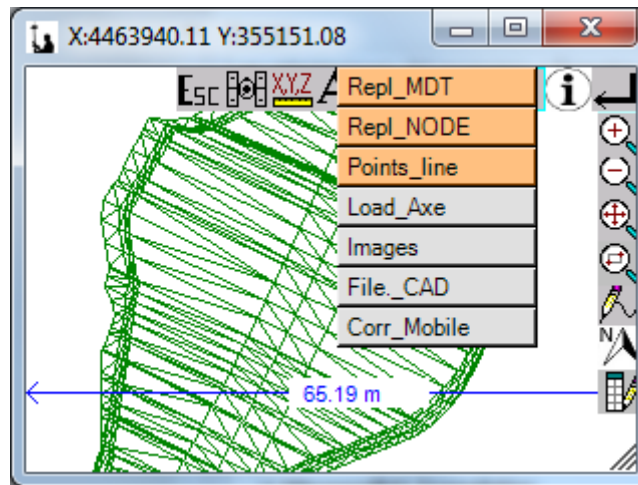 X:4463940.11 Y:355151.08
Esc X,Y,Z A i
Repl_MDT
Repl_NODE
Points_line
Load_Axe
Images
File._CAD
Corr_Mobile
N
65.19 m